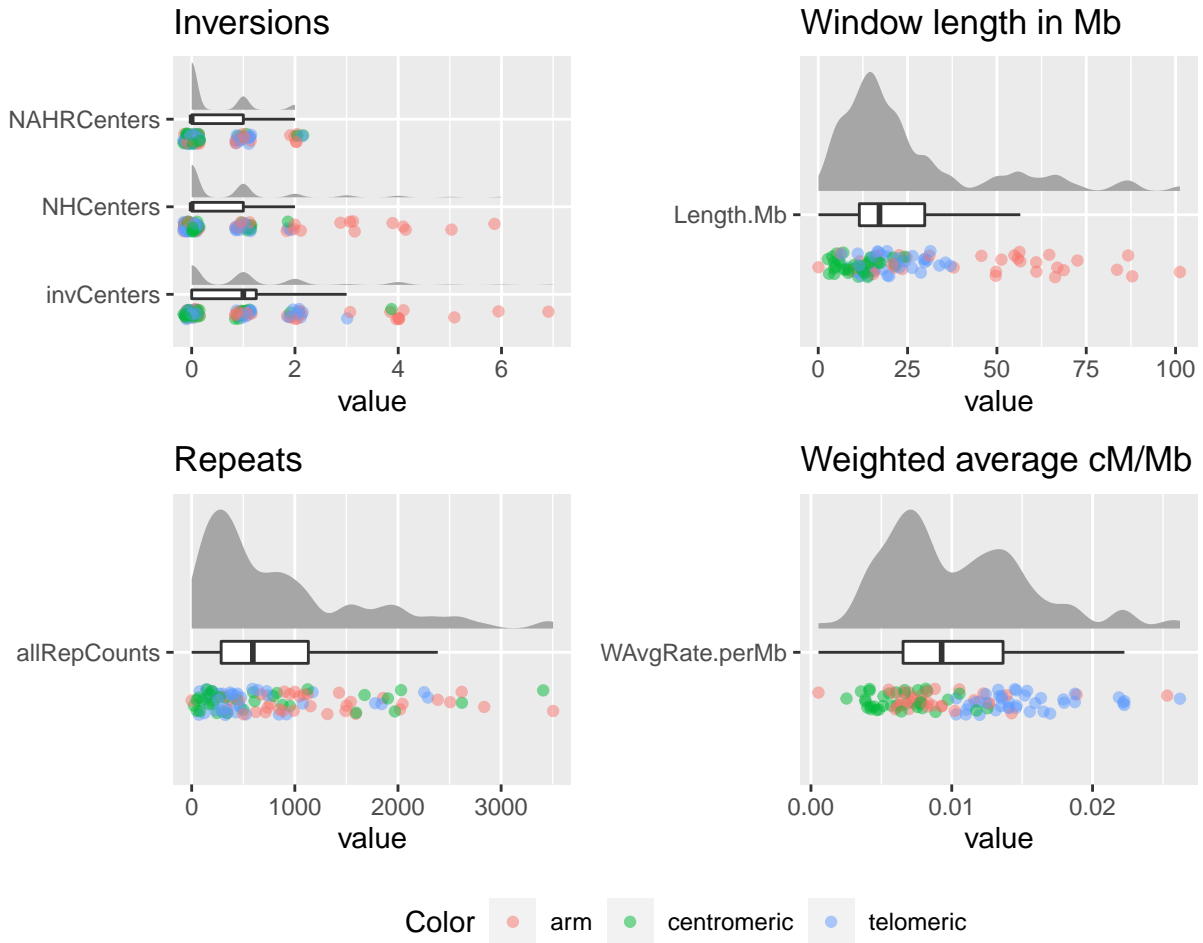 Inversions
NAHRCenters
NHCenters
invCenters
0 2 4 6
value
Window length in Mb
Length.Mb
0 25 50 75 100
value
Repeats
allRepCounts
0 1000 2000 3000
value
Weighted average cM/Mb
WAvgRate.perMb
0.00 0.01 0.02
value
Color arm centromeric telomeric